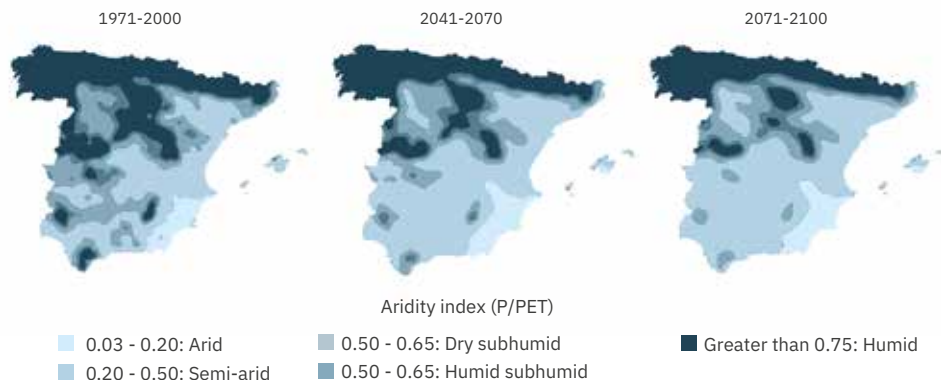 1971-2000
2041-2070
2071-2100
Aridity index (P/PET)
0.03 - 0.20: Arid
0.20 - 0.50: Semi-arid
0.50 - 0.65: Dry subhumid
0.50 - 0.65: Humid subhumid
Greater than 0.75: Humid